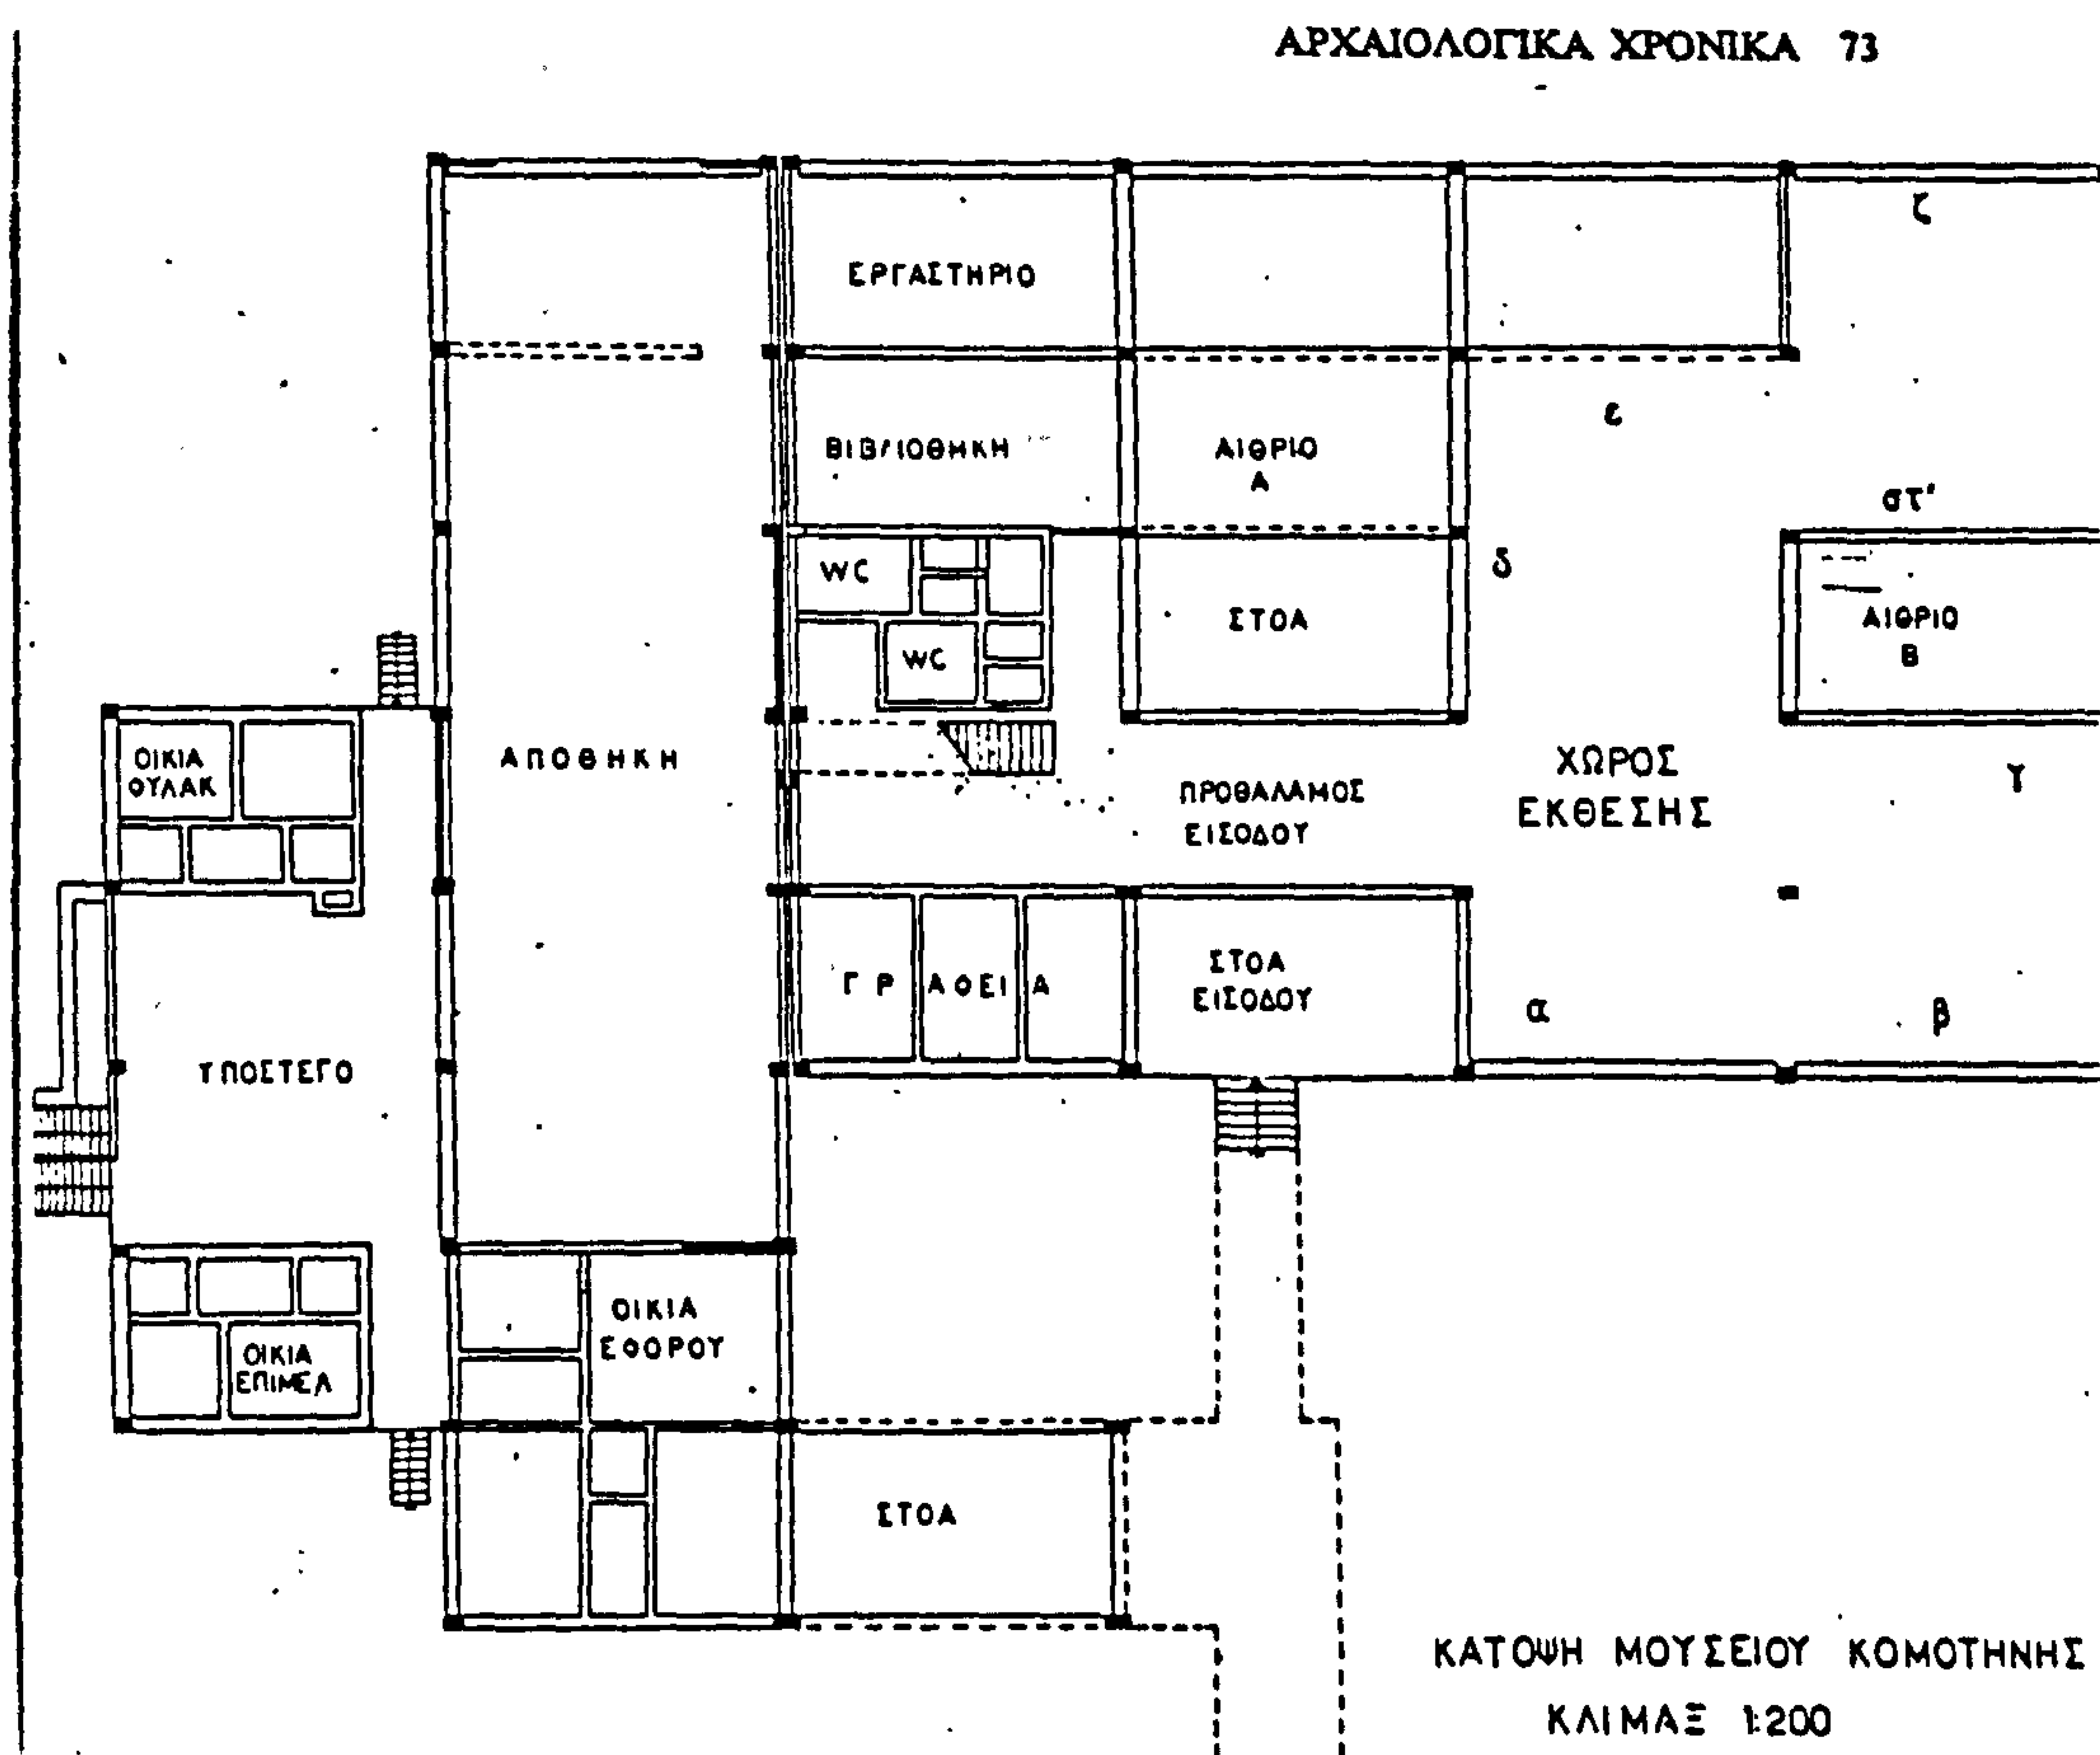 ΑΡΧΑΙΟΛΟΓΙΚΑ ΧΡΟΝΙΚΑ 73
ζ
ΕΡΓΑΣΤΗΡΙΟ
ε
ΒΙΒΛΙΟΘΗΚΗ
ΑΙΘΡΙΟ
Α
στ'
WC
δ
ΣΤΟΑ
ΑΙΘΡΙΟ
Β
WC
ΟΙΚΙΑ
ΦΥΛΑΚ
ΑΠΟΘΗΚΗ
ΠΡΟΘΑΛΑΜΟΣ
ΕΙΣΟΔΟΥ
ΧΩΡΟΣ
ΕΚΘΕΣΗΣ
γ
ΓΡΑΦΕΙΑ
ΣΤΟΑ
ΕΙΣΟΔΟΥ
α
β
ΥΠΟΣΤΕΓΟ
ΟΙΚΙΑ
ΕΦΟΡΟΥ
ΟΙΚΙΑ
ΕΠΙΜΕΛ
ΣΤΟΑ
ΚΑΤΟΨΗ ΜΟΥΣΕΙΟΥ ΚΟΜΟΤΗΝΗΣ
ΚΛΙΜΑΞ 1:200